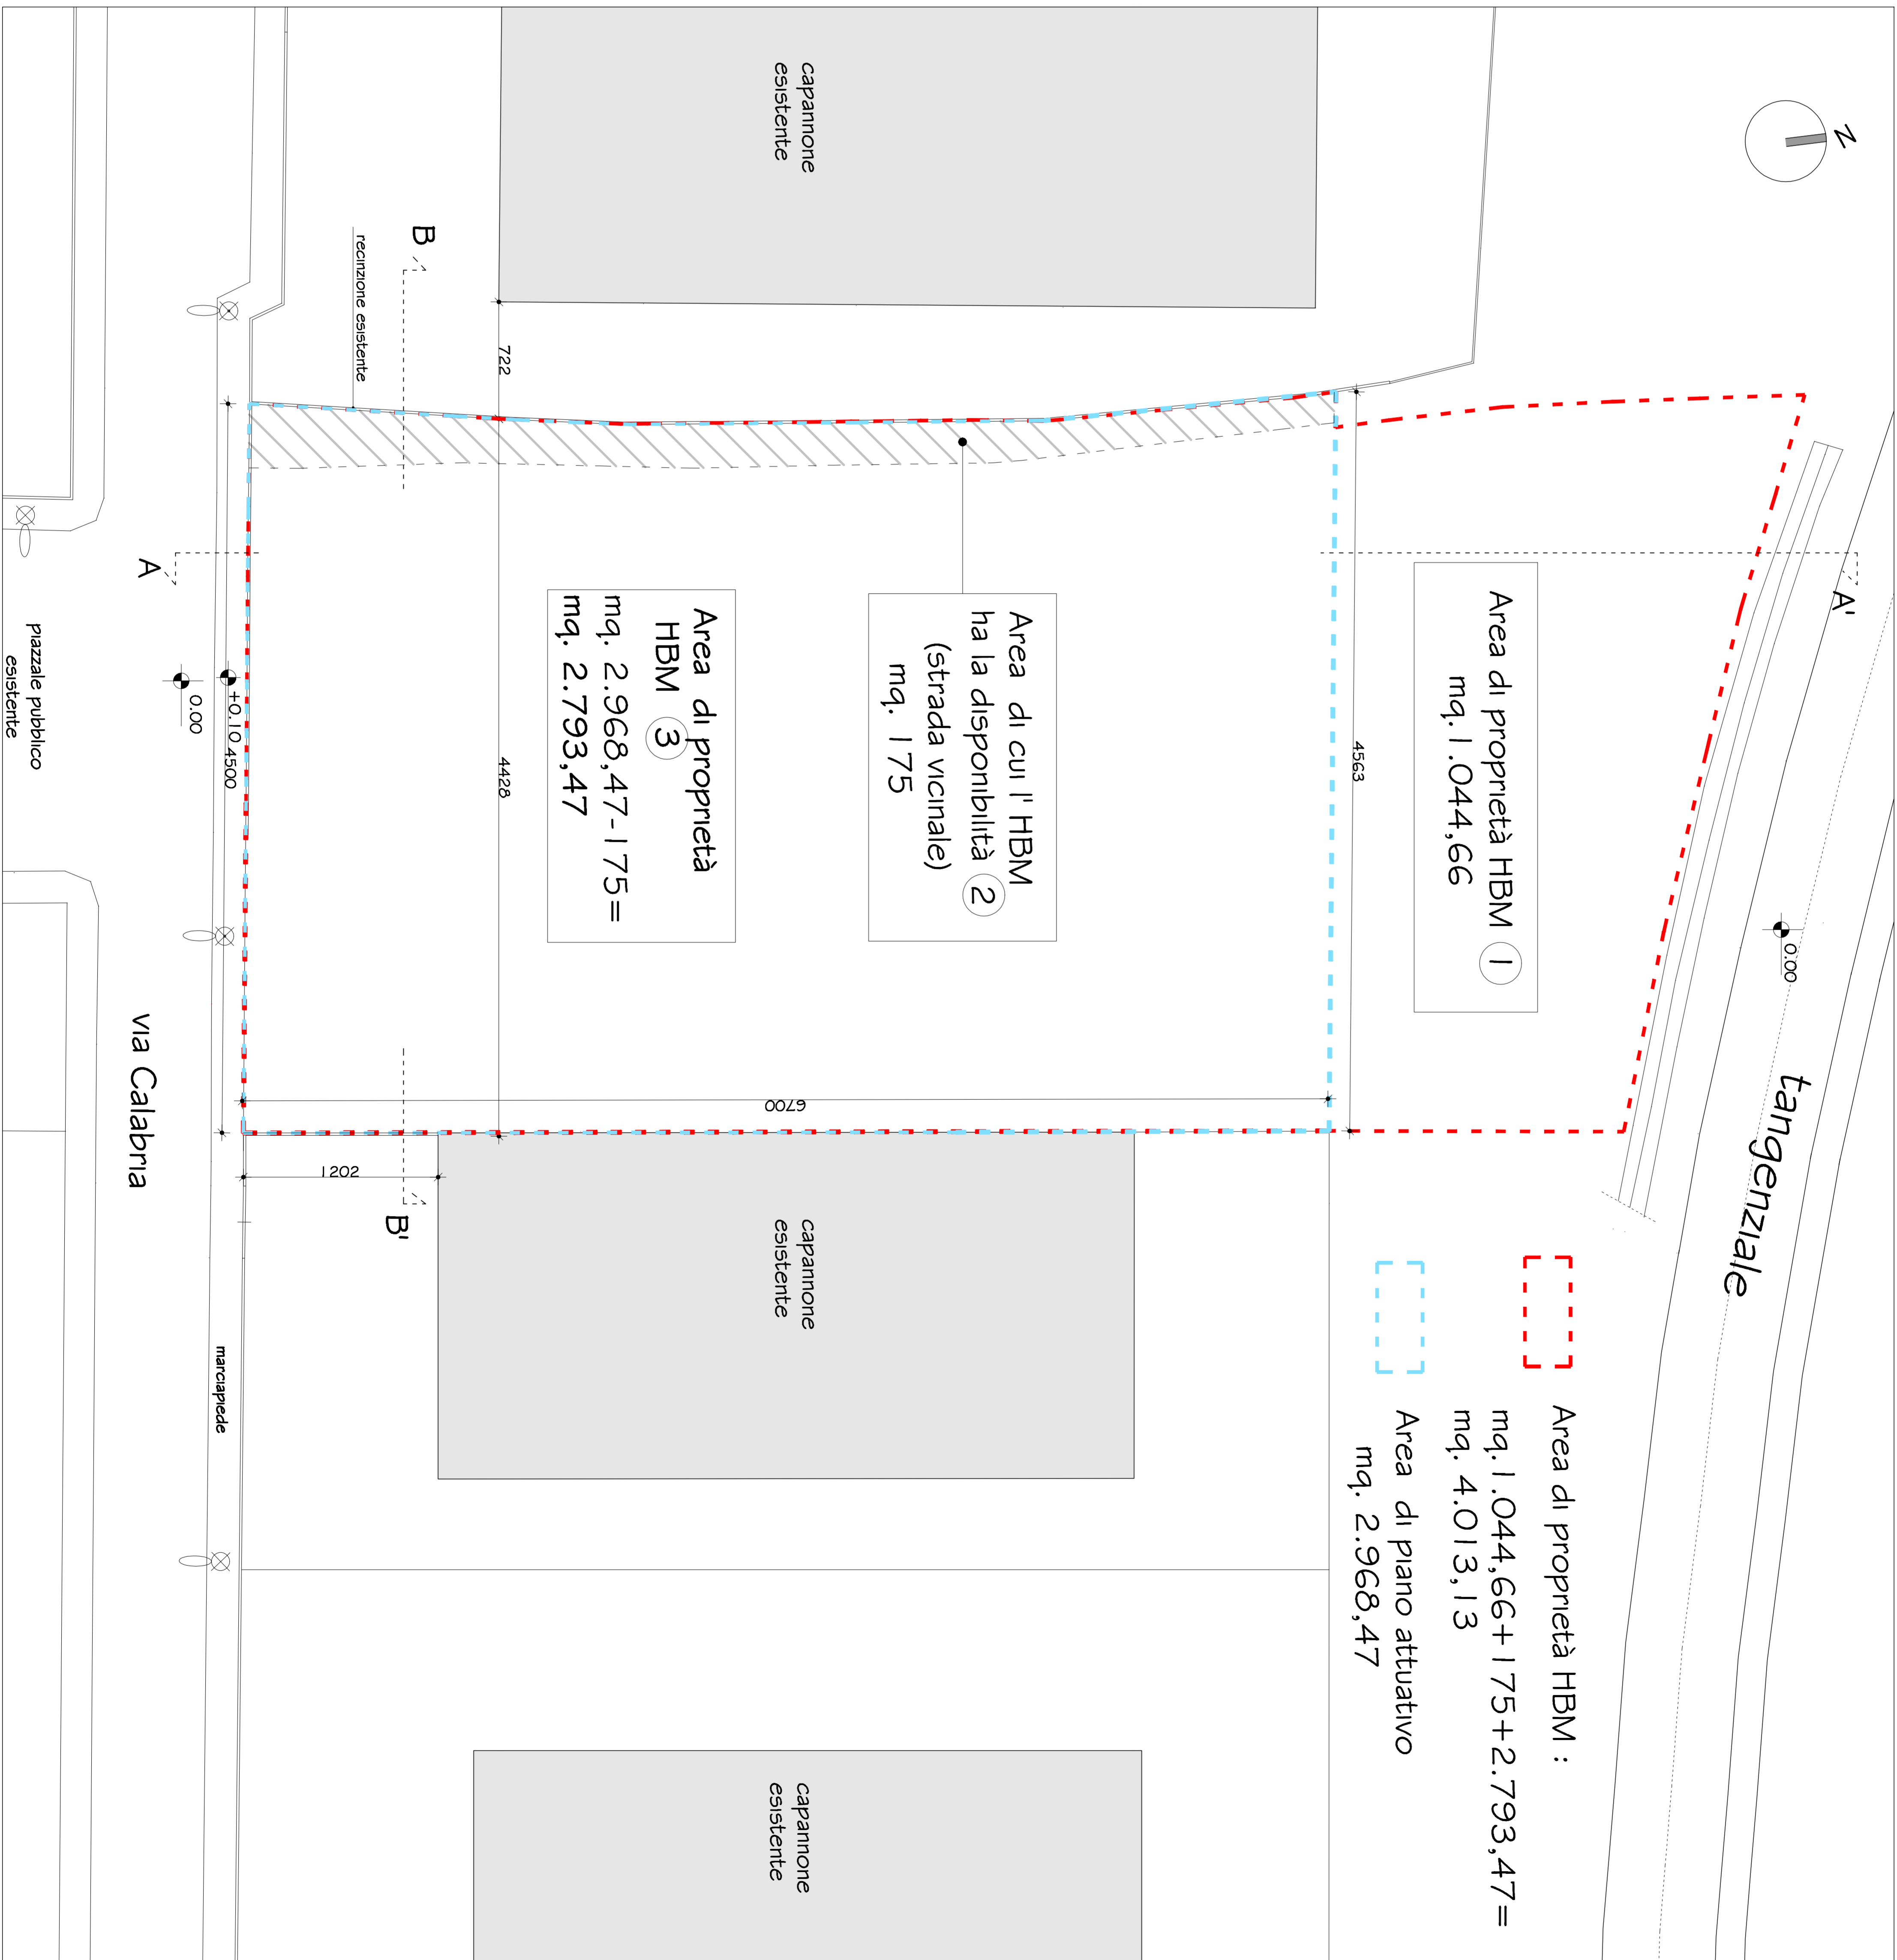 N
A'
tangenziale
0.00
Area di proprietà HBM 1
mq.1.044,66
Area di proprietà HBM :
mq.1.044,66+175+2.793,47=
mq. 4.013,13
Area di piano attuativo
mq. 2.968,47
4563
Area di cui l'HBM
ha la disponibilità 2
(strada vicinale)
mq. 175
capannone
esistente
capannone
esistente
capannone
esistente
6700
Area di proprietà
HBM 3
mq. 2.968,47-175=
mq. 2.793,47
722
4428
B
B'
recinzione esistente
1202
+0.10
4500
0.00
marciapiede
A
via Calabria
piazzale pubblico
esistente